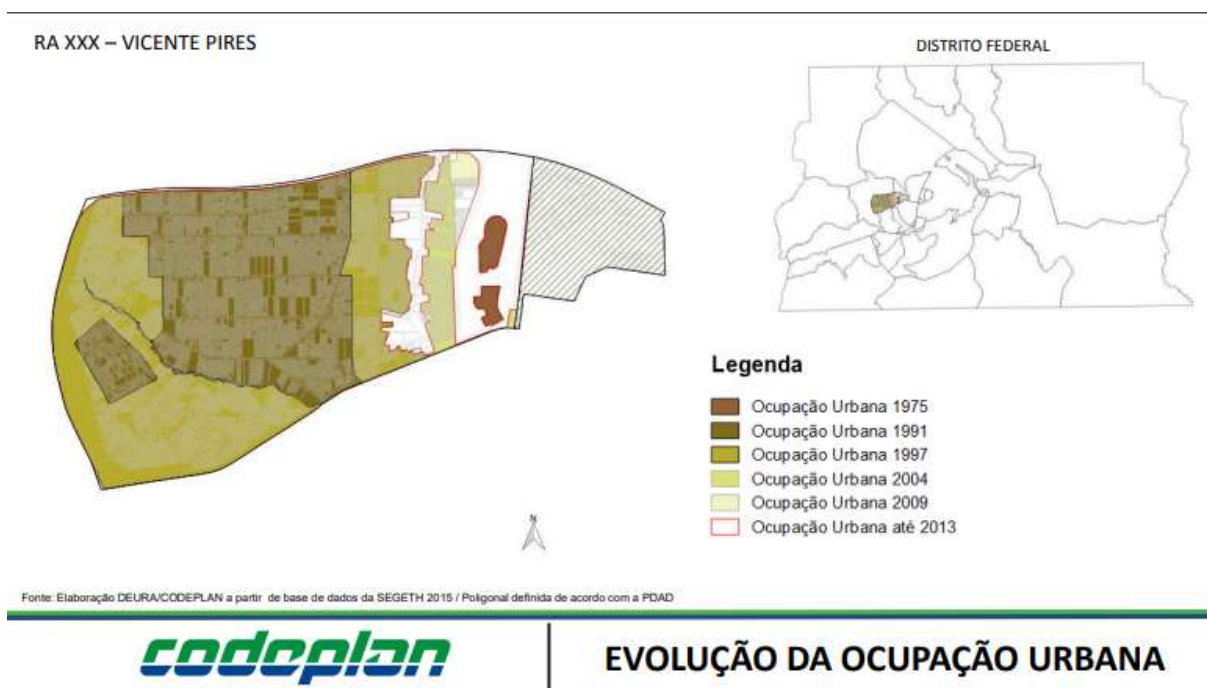 RA XXX – VICENTE PIRES
DISTRITO FEDERAL
Legenda
Ocupação Urbana 1975
Ocupação Urbana 1991
Ocupação Urbana 1997
Ocupação Urbana 2004
Ocupação Urbana 2009
Ocupação Urbana até 2013
N
Fonte: Elaboração DEURA/CODEPLAN a partir de base de dados da SEGETH 2015 / Poligonal definida de acordo com a PDAD
codeplan
EVOLUÇÃO DA OCUPAÇÃO URBANA